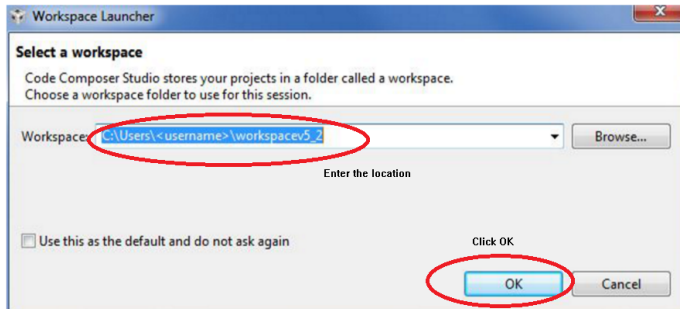 Workspace Launcher
Select a workspace
Code Composer Studio stores your projects in a folder called a workspace.
Choose a workspace folder to use for this session.
Workspace: C:\Users\<username>\workspacev5_2 Browse...
Enter the location
Use this as the default and do not ask again
Click OK
OK Cancel